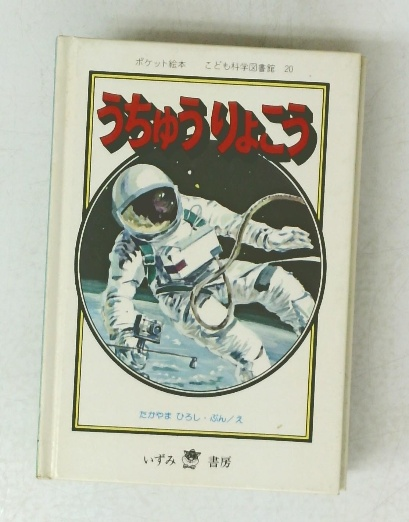 ポケット絵本　こども科学図書館 20
うちゅうりょこう
たかやま ひろし・ぶん／え
いずみ 書房